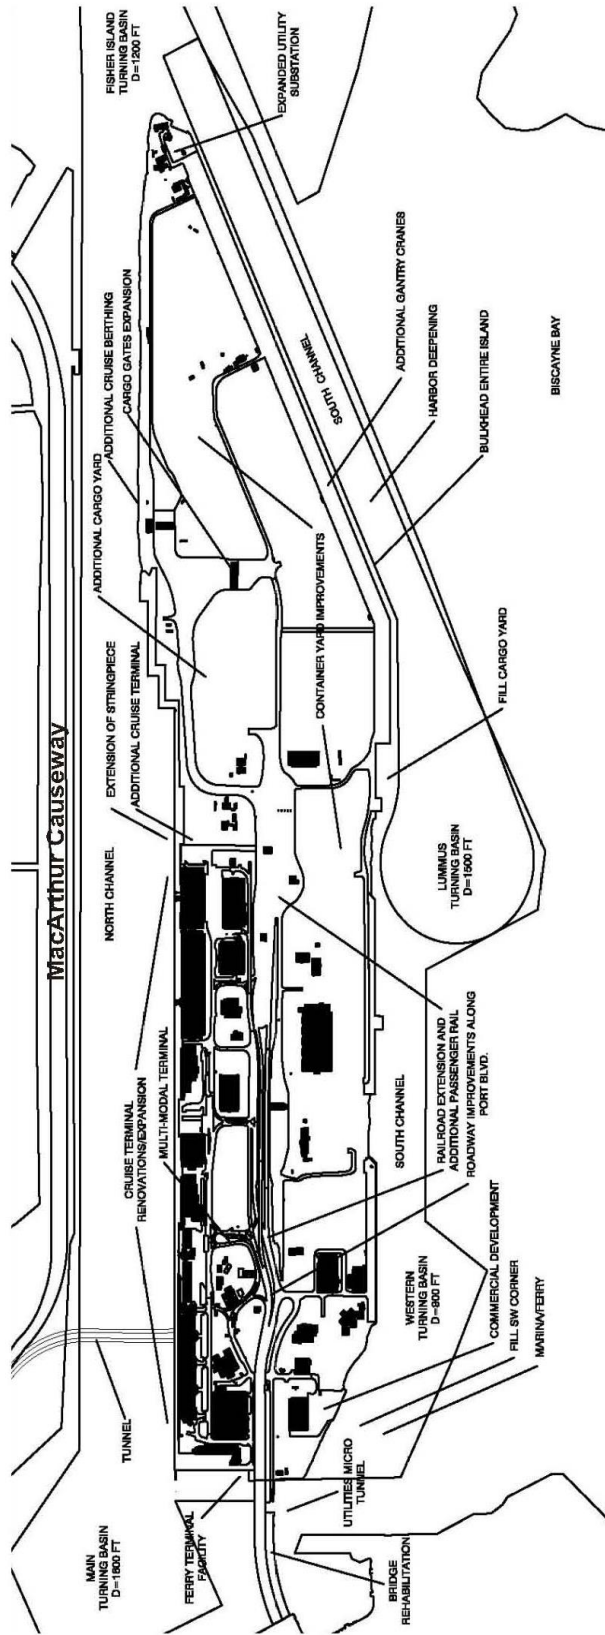 MAIN
TURNING BASIN
D=1600 FT
TUNNEL
CRUISE TERMINAL
RENOVATIONS/EXPANSION
MULTI-MODAL TERMINAL
MacArthur Causeway
NORTH CHANNEL
EXTENSION OF STRINGPIECE
ADDITIONAL CRUISE TERMINAL
ADDITIONAL CARGO YARD
ADDITIONAL CRUISE BERTHING
CARGO GATES EXPANSION
FISHER ISLAND
TURNING BASIN
D=1200 FT
EXPANDED UTILITY
SUBSTATION
FERRY TERMINAL
FACILITY
UTILITIES MICRO
TUNNEL
BRIDGE
REHABILITATION
WESTERN
TURNING BASIN
D=900 FT
SOUTH CHANNEL
CONTAINER YARD IMPROVEMENTS
SOUTH CHANNEL
COMMERCIAL DEVELOPMENT
FILL SW CORNER
MARINA/FERRY
RAILROAD EXTENSION AND
ADDITIONAL PASSENGER RAIL
ROADWAY IMPROVEMENTS ALONG
PORT BLVD.
LUMMUS
TURNING BASIN
D=1500 FT
FILL CARGO YARD
ADDITIONAL GANTRY CRANES
HARBOR DEEPENING
BULKHEAD ENTIRE ISLAND
BISCAYNE BAY